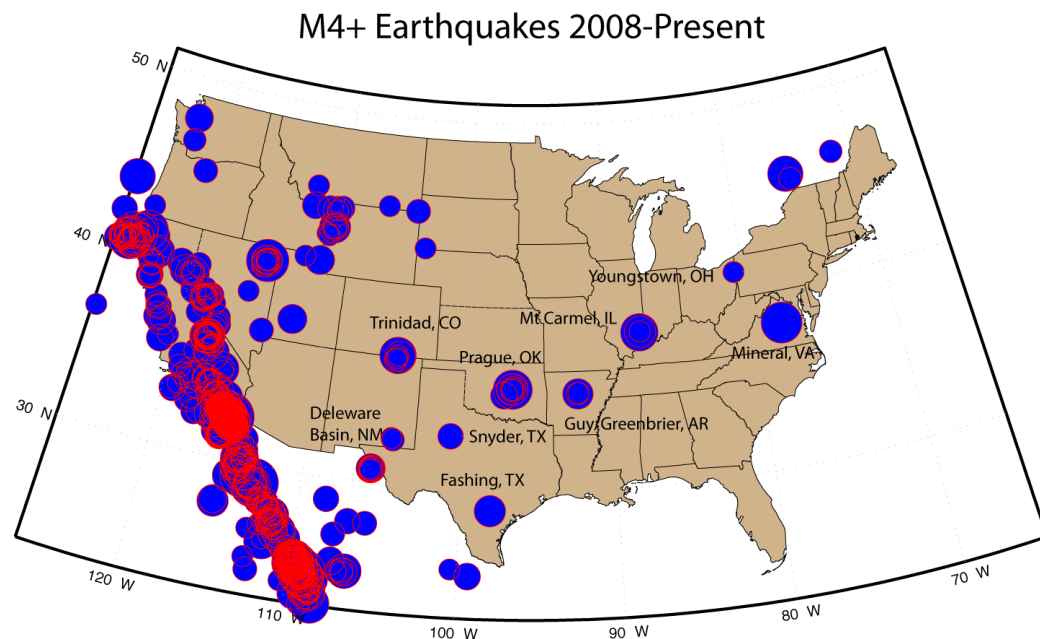 M4+ Earthquakes 2008-Present
50 N
40 N
Youngstown, OH
Trinidad, CO
Mt Carmel, IL
Prague, OK
Mineral, VA
30 N
Deleware
Basin, NM
Snyder, TX
Guy/Greenbrier, AR
Fashing, TX
120 W
110 W
100 W
90 W
80 W
70 W